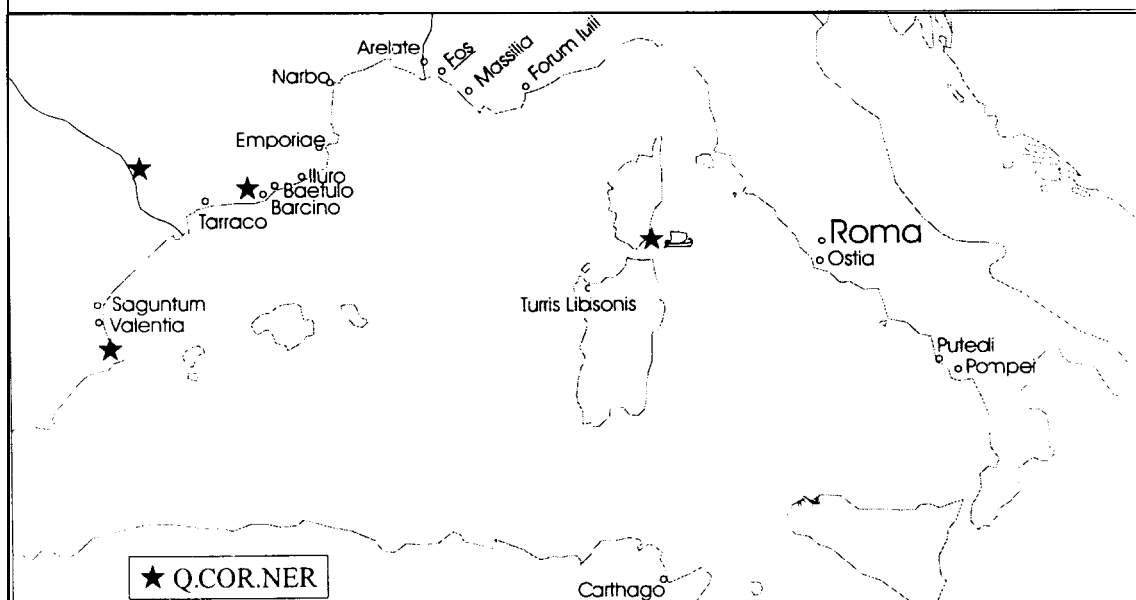 Arelate
Fos
Massilia
Forum Iulii
Narbo
Emporiae
Iluro
Baetulo
Barcino
Tarraco
Roma
Ostia
Turris Libisonis
Saguntum
Valentia
Puteoli
Pompei
Q.COR.NER
Carthago